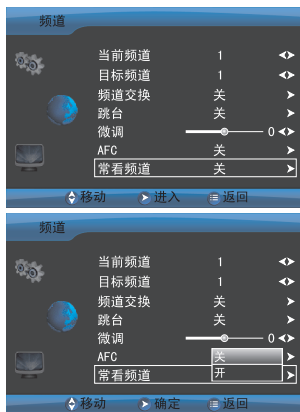 频道
当前频道 1
目标频道 1
频道交换 关
跳台 关
微调 0
AFC 关
常看频道 关
移动 进入 返回
频道
当前频道 1
目标频道 1
频道交换 关
跳台 关
微调 0
AFC 关
常看频道 开
移动 确定 返回